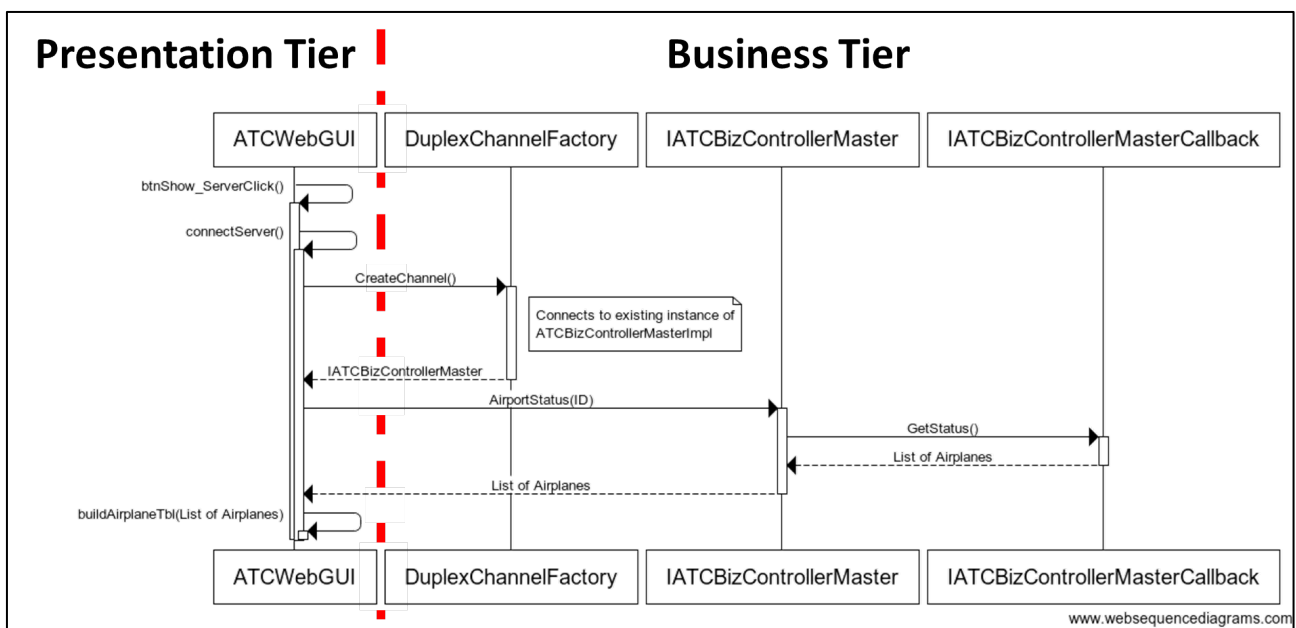 Presentation Tier
Business Tier
ATCWebGUI
DuplexChannelFactory
IATCBizControllerMaster
IATCBizControllerMasterCallback
btnShow_ServerClick()
connectServer()
CreateChannel()
Connects to existing instance of
ATCBizControllerMasterImpl
IATCBizControllerMaster
AirportStatus(ID)
GetStatus()
List of Airplanes
List of Airplanes
buildAirplaneTbl(List of Airplanes)
ATCWebGUI
DuplexChannelFactory
IATCBizControllerMaster
IATCBizControllerMasterCallback
www.websequencediagrams.com